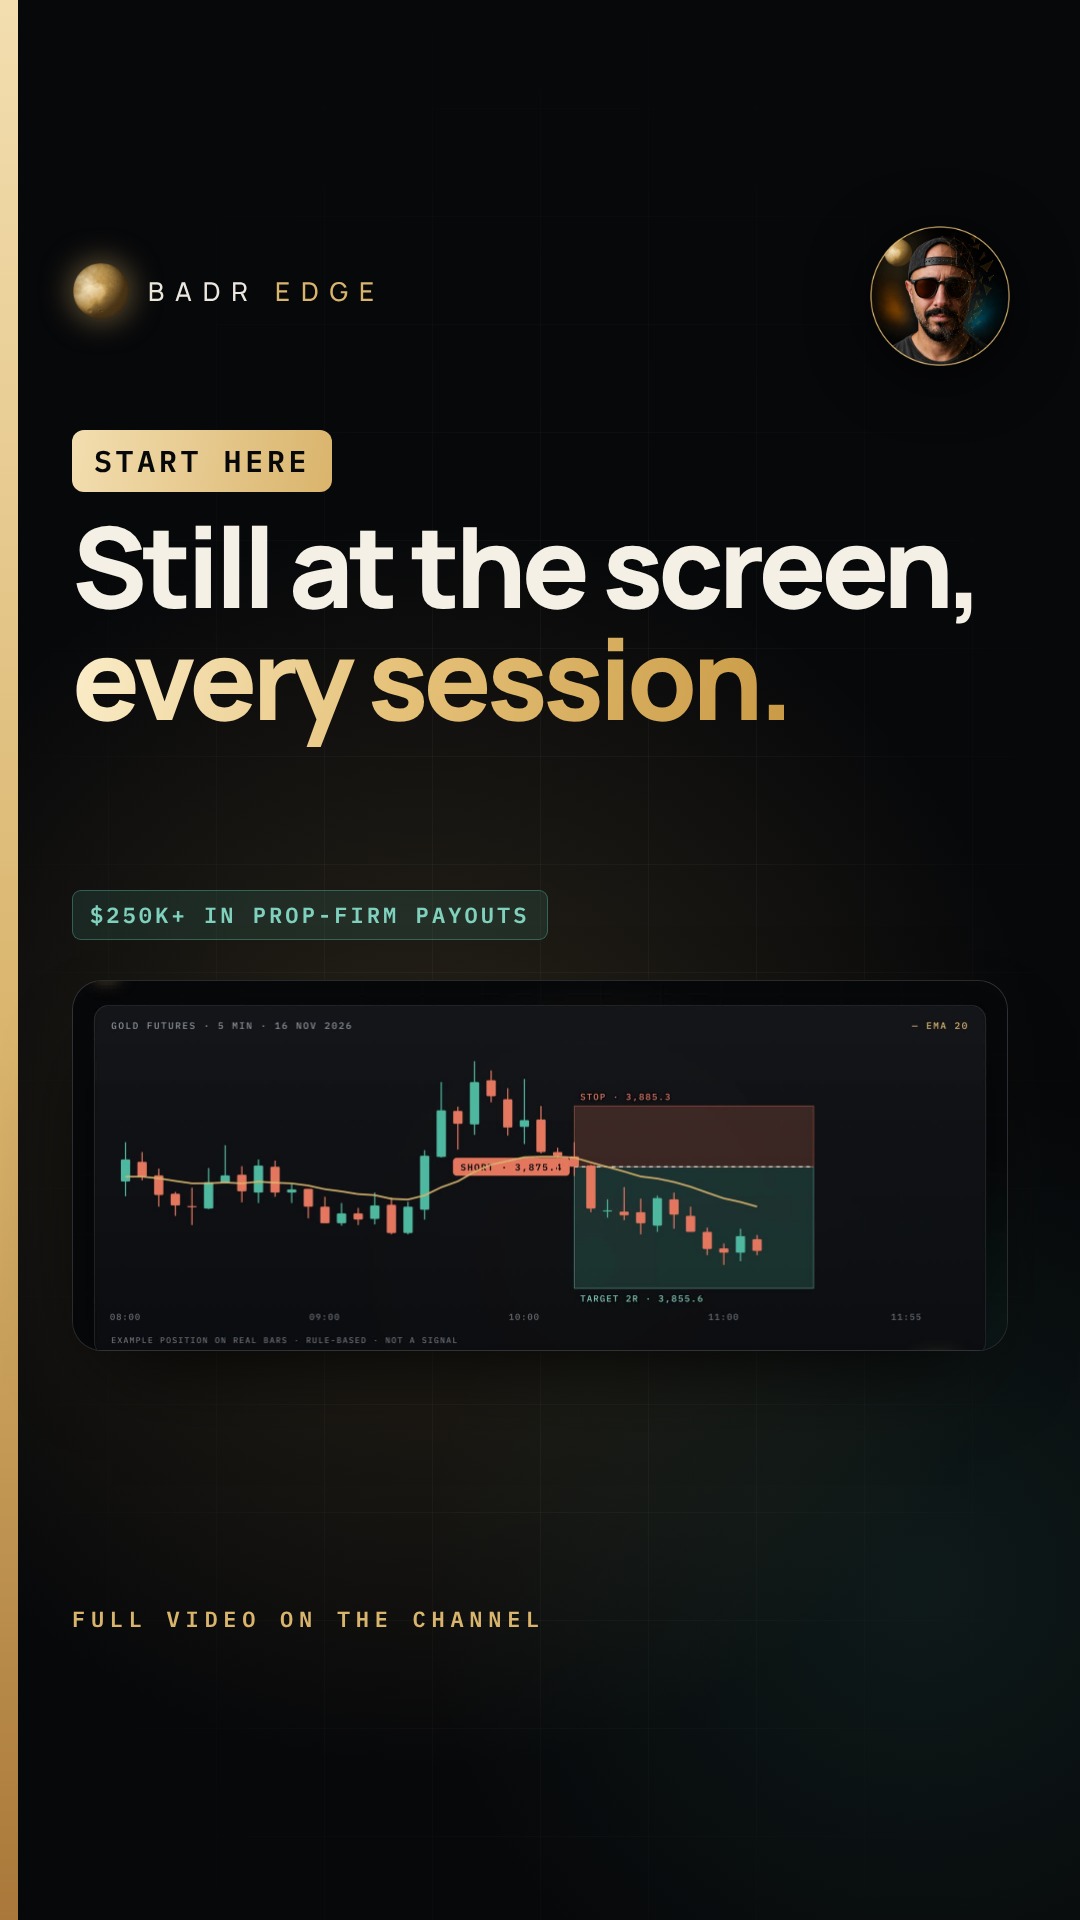 BADR EDGE
START HERE
Still at the screen,
every session.
$250K+ IN PROP-FIRM PAYOUTS
GOLD FUTURES · 5 MIN · 16 NOV 2026
— EMA 20
STOP · 3,885.3
SHORT · 3,875.4
TARGET 2R · 3,855.6
08:00 09:00 10:00 11:00 11:55
EXAMPLE POSITION ON REAL BARS · RULE-BASED · NOT A SIGNAL
FULL VIDEO ON THE CHANNEL